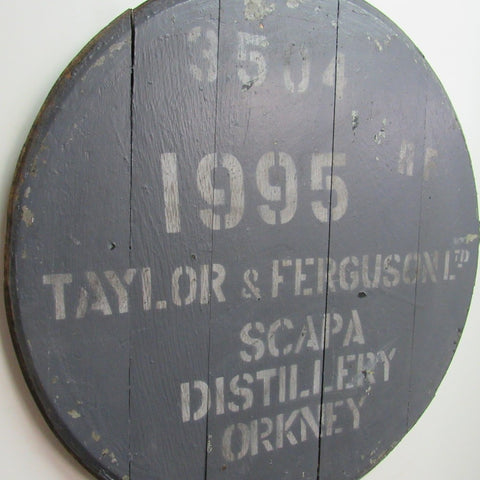 3504
1995
TAYLOR & FERGUSON LTD
SCAPA
DISTILLERY
ORKNEY